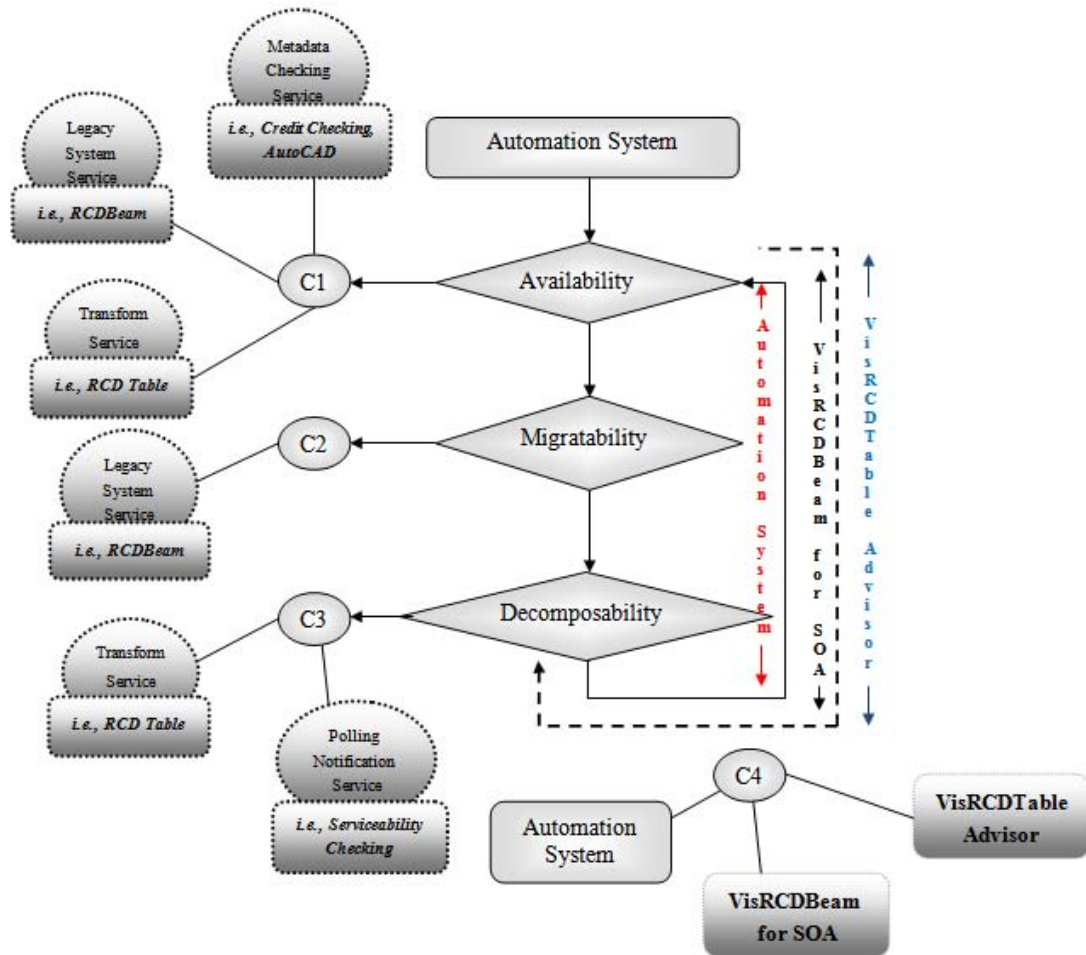 Metadata
Checking
Service
i.e., Credit Checking,
AutoCAD
Legacy
System
Service
i.e., RCDBeam
Automation System
Availability
C1
Transform
Service
i.e., RCD Table
Migratability
C2
Legacy
System
Service
i.e., RCDBeam
Decomposability
C3
Transform
Service
i.e., RCD Table
Polling
Notification
Service
i.e., Serviceability
Checking
Automation System
VisRCDBeam for SOA
VisRCDTable Advisor
C4
Automation
System
VisRCDBeam
for SOA
VisRCDTable
Advisor